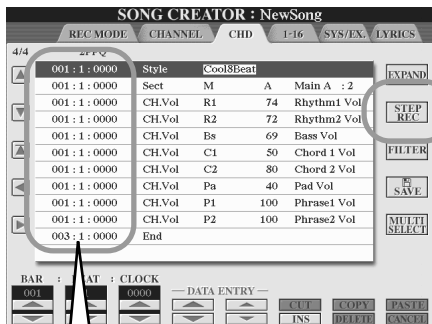 SONG CREATOR : NewSong
REC MODE CHANNEL CHD 1-16 SYS/EX. LYRICS
4/4
001 : 1 : 0000 Style Cool8Beat
001 : 1 : 0000 Sect M A Main A : 2
001 : 1 : 0000 CH.Vol R1 74 Rhythm1 Vol
001 : 1 : 0000 CH.Vol R2 72 Rhythm2 Vol
001 : 1 : 0000 CH.Vol Bs 69 Bass Vol
001 : 1 : 0000 CH.Vol C1 50 Chord 1 Vol
001 : 1 : 0000 CH.Vol C2 80 Chord 2 Vol
001 : 1 : 0000 CH.Vol Pa 40 Pad Vol
001 : 1 : 0000 CH.Vol P1 100 Phrase1 Vol
001 : 1 : 0000 CH.Vol P2 100 Phrase2 Vol
003 : 1 : 0000 End
EXPAND
STEP
REC
FILTER
SAVE
MULTI
SELECT
BAR : : CLOCK
001 0000
DATA ENTRY
CUT COPY PASTE
INS DELETE CANCEL